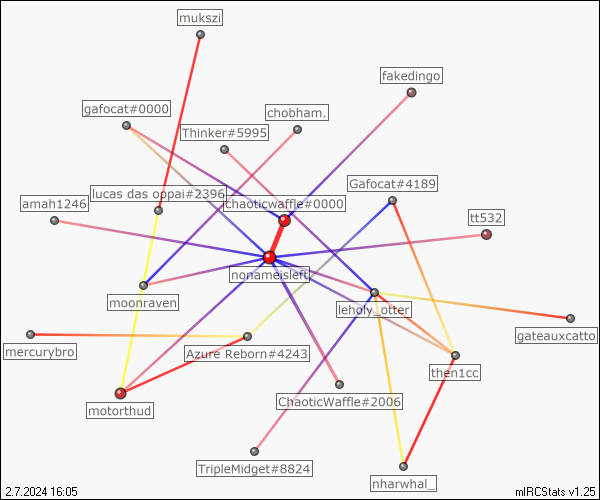 mukszi
fakedingo
gafocat#0000
chobham.
Thinker#5995
Gafocat#4189
lucas das oppai#2396
amah1246
chaoticwaffle#0000
tt532
nonameisleft
moonraven
leholy_otter
gateauxcatto
mercurybro
Azure Reborn#4243
then1cc
ChaoticWaffle#2006
motorthud
TripleMidget#8824
nharwhal_
2.7.2024 16:05
mIRCStats v1.25